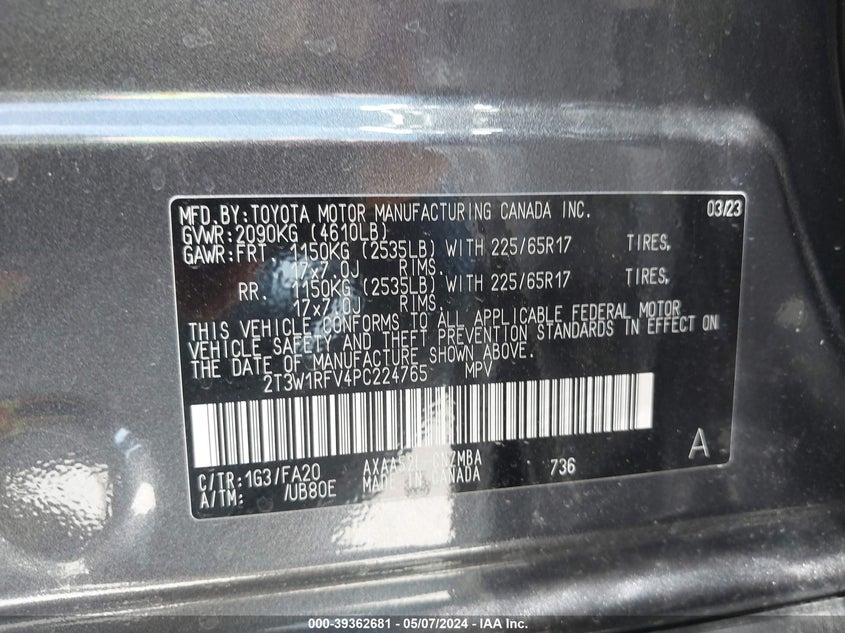 MFD.BY:TOYOTA MOTOR MANUFACTURING CANADA INC. 03/23
GVWR:2090KG (4610LB)
GAWR:FRT. 1150KG (2535LB) WITH 225/65R17 TIRES,
17x7.0J RIMS.
RR. 1150KG (2535LB) WITH 225/65R17 TIRES,
17x7.0J RIMS.
THIS VEHICLE CONFORMS TO ALL APPLICABLE FEDERAL MOTOR
VEHICLE SAFETY AND THEFT PREVENTION STANDARDS IN EFFECT ON
THE DATE OF MANUFACTURE SHOWN ABOVE.
2T3W1RFV4PC224765 MPV
A
C/TR:1G3/FA20 AXAA52L CNZMBA 736
A/TM: /UB80E MADE IN CANADA
000-39362681 - 05/07/2024 - IAA Inc.